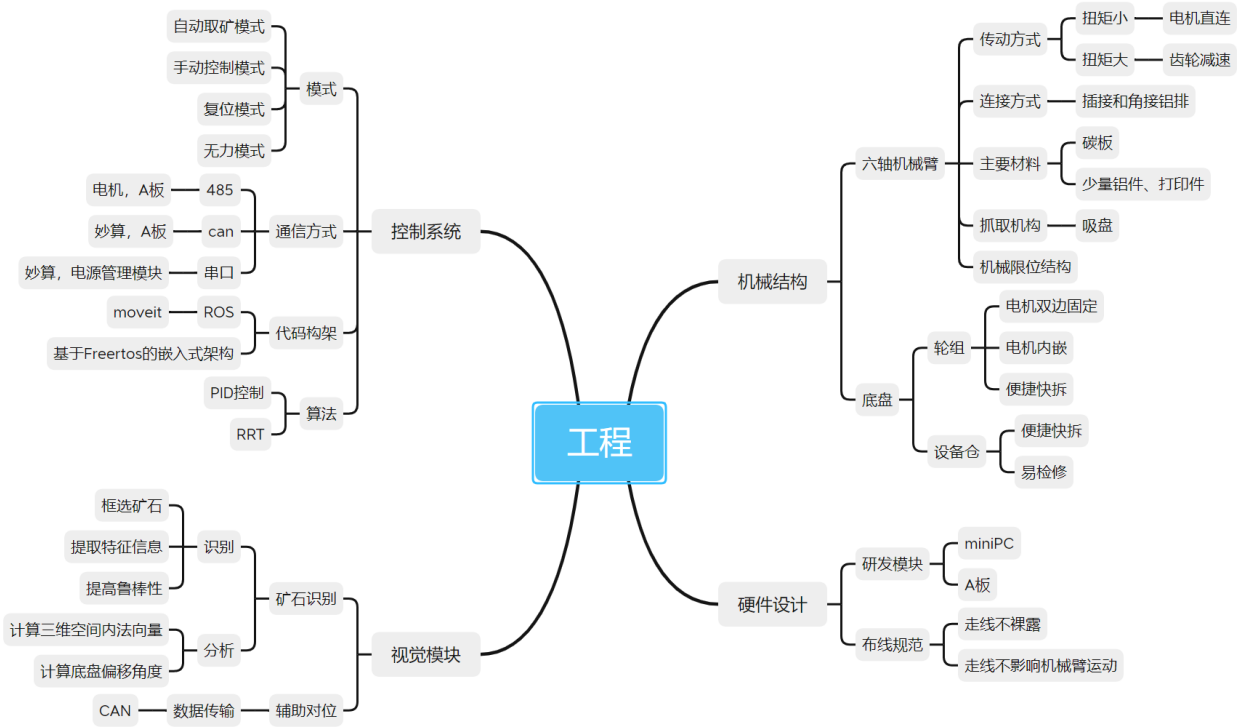 工程
控制系统
模式
自动取矿模式
手动控制模式
复位模式
无力模式
通信方式
485
电机，A板
can
妙算，A板
串口
妙算，电源管理模块
代码构架
ROS
moveit
基于Freertos的嵌入式架构
算法
PID控制
RRT
视觉模块
矿石识别
识别
框选矿石
提取特征信息
提高鲁棒性
分析
计算三维空间内法向量
计算底盘偏移角度
辅助对位
数据传输
CAN
机械结构
六轴机械臂
传动方式
扭矩小
电机直连
扭矩大
齿轮减速
连接方式
插接和角接铝排
主要材料
碳板
少量铝件、打印件
抓取机构
吸盘
机械限位结构
底盘
轮组
电机双边固定
电机内嵌
便捷快拆
设备仓
便捷快拆
易检修
硬件设计
研发模块
miniPC
A板
布线规范
走线不裸露
走线不影响机械臂运动